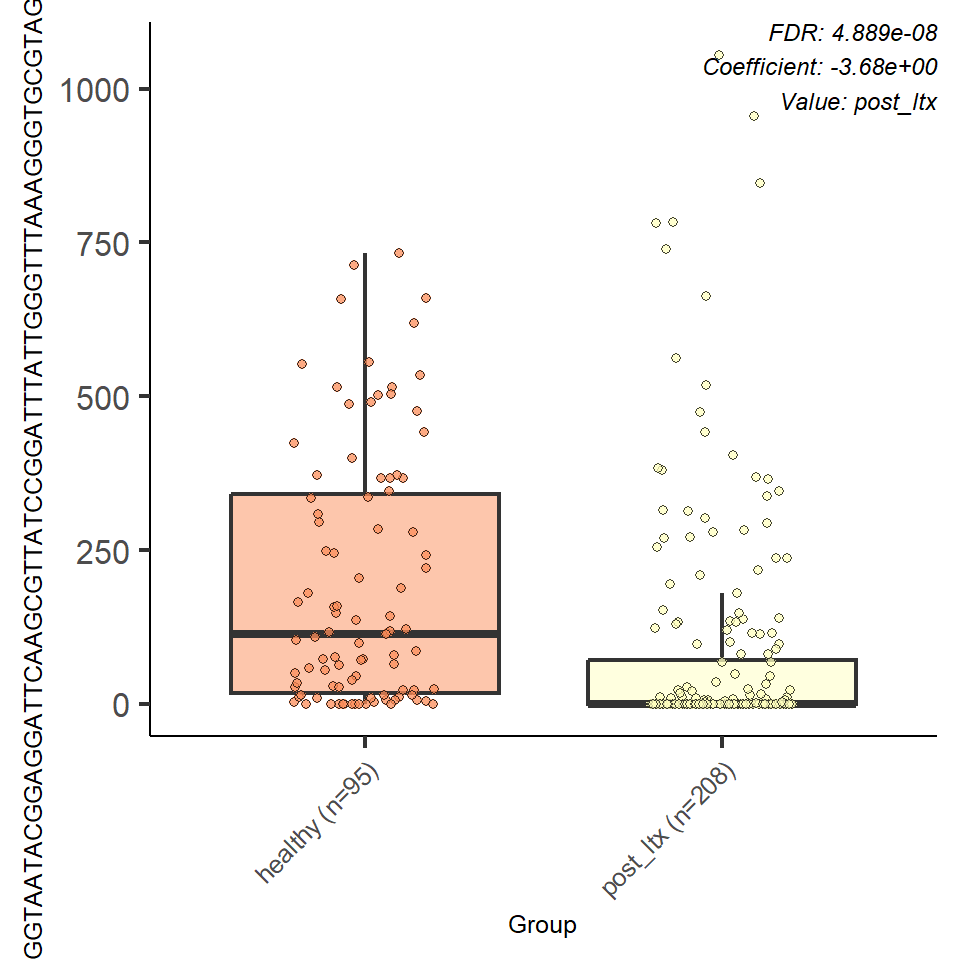 FDR: 4.889e-08
Coefficient: -3.68e+00
Value: post_ltx
GGTAATACGGAGGATTCAAGCGTTATCCGGATTTATTGGGTTTAAAGGGTGCGTAG
1000
750
500
250
0
healthy (n=95)
post_ltx (n=208)
Group